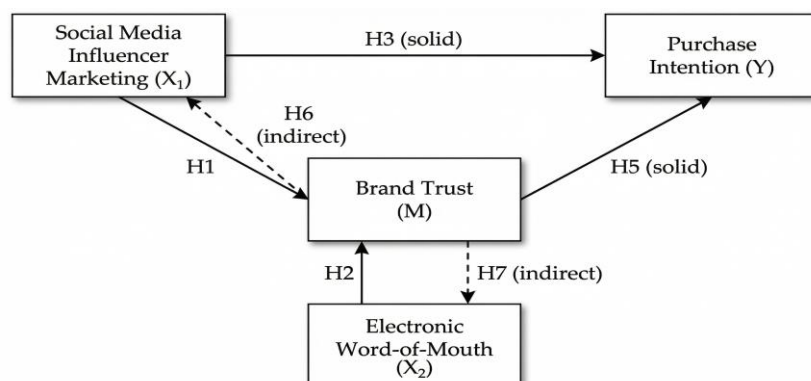 Social Media
Influencer
Marketing (X₁)
H3 (solid)
Purchase
Intention (Y)
H6
(indirect)
H1
Brand Trust
(M)
H5 (solid)
H2
H7 (indirect)
Electronic
Word-of-Mouth
(X₂)